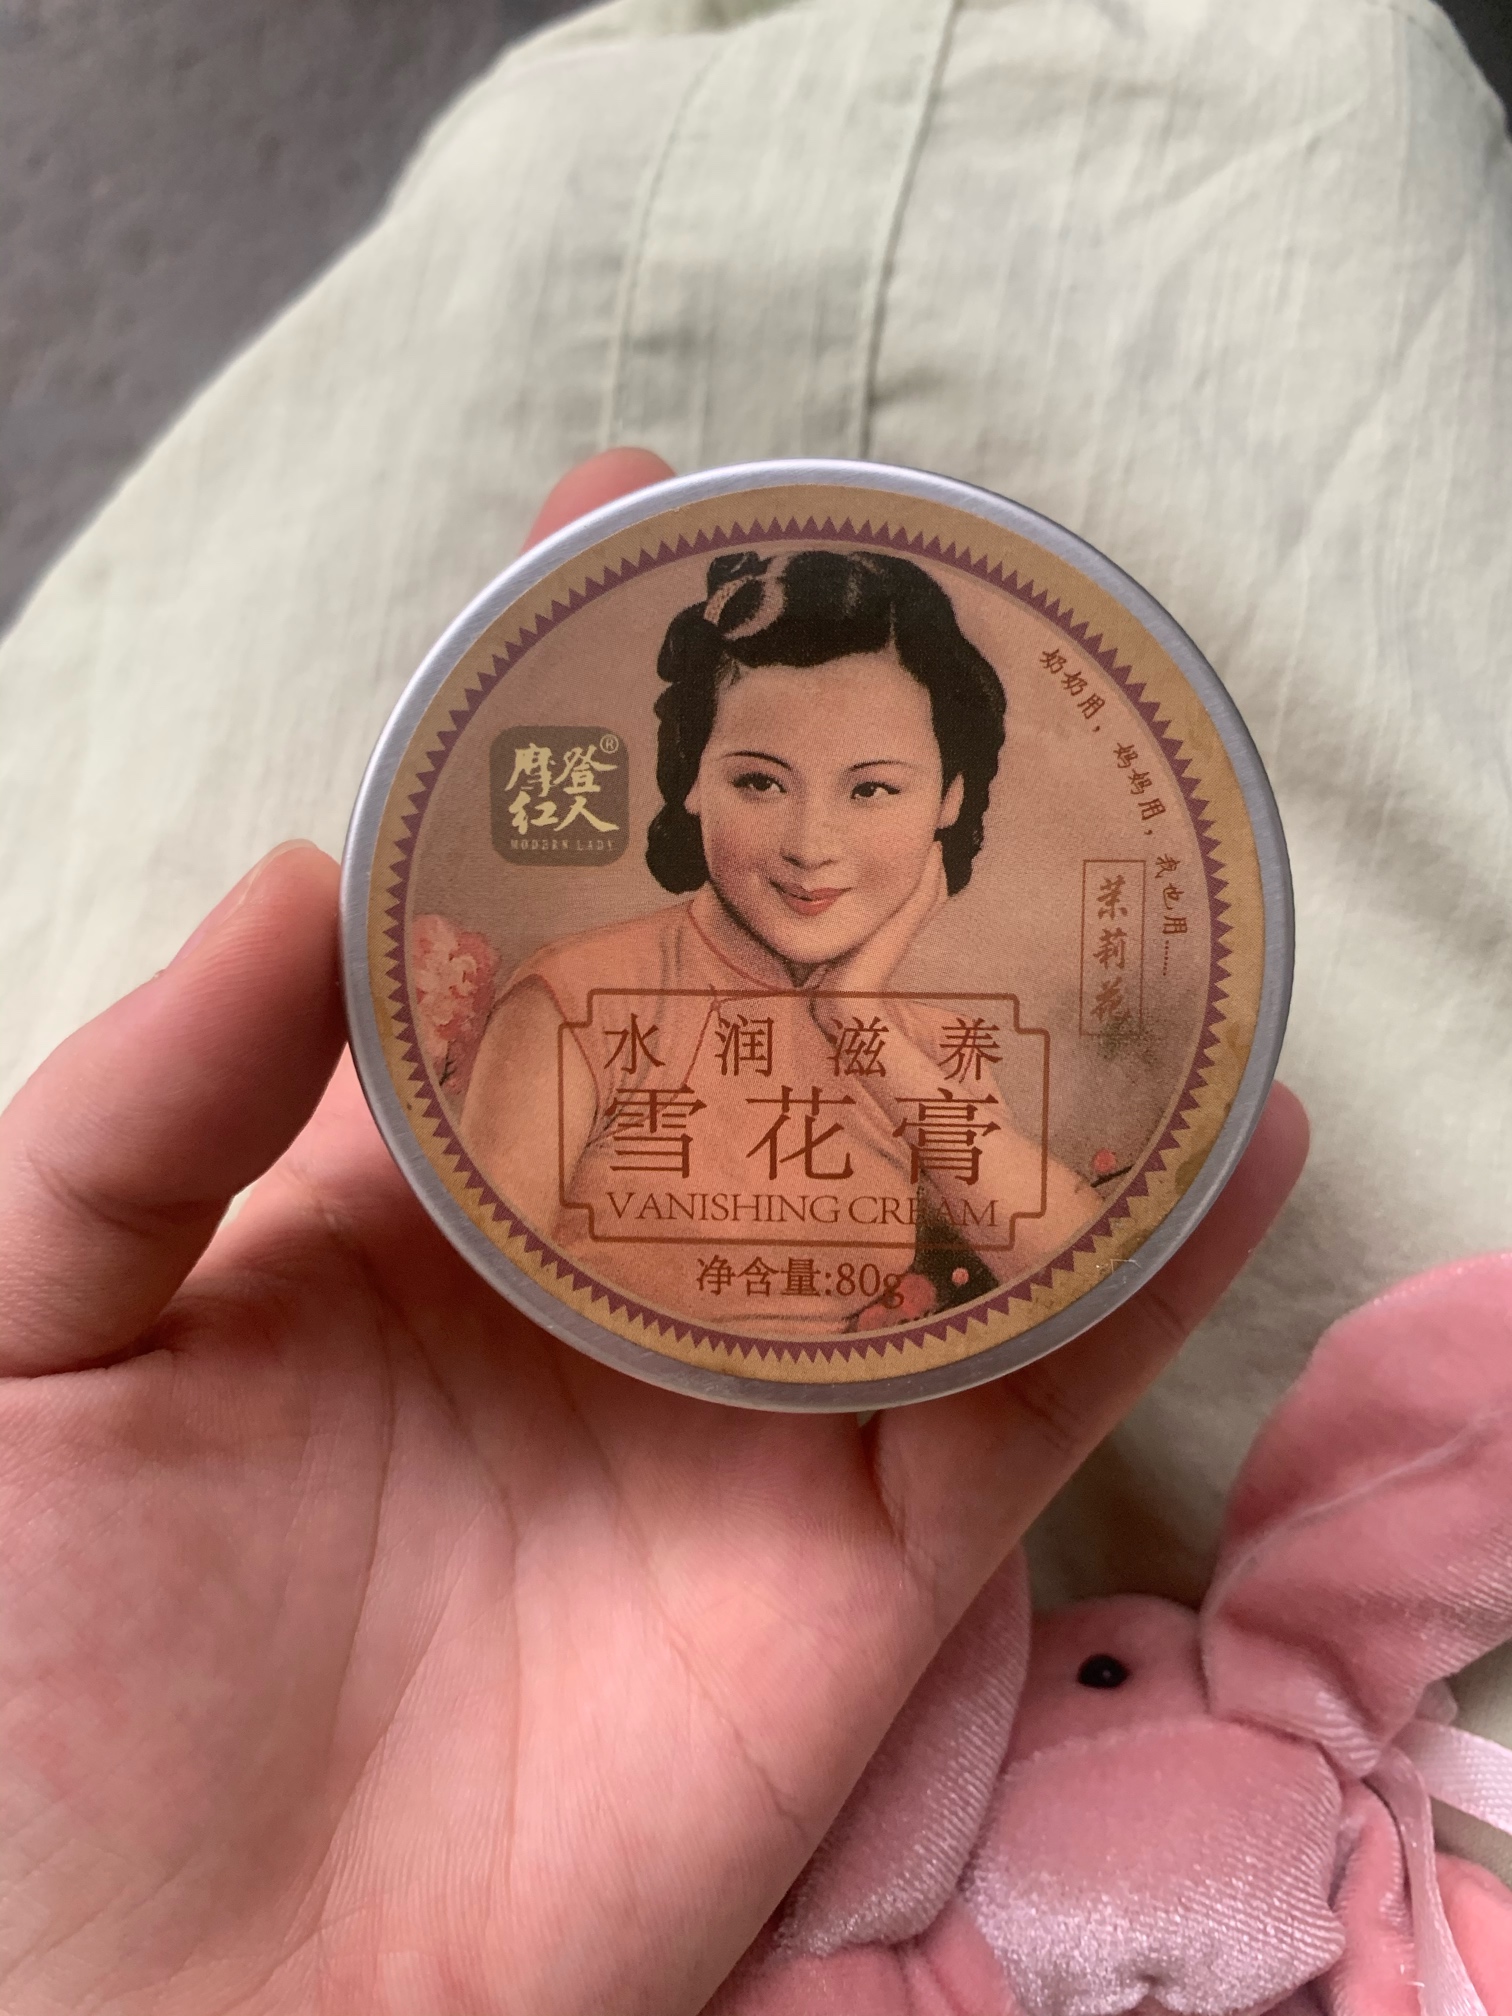 摩登
红人
®
MODERN LADY
奶奶用，妈妈用，我也用……
茉莉花
水润滋养
雪花膏
VANISHING CREAM
净含量:80g